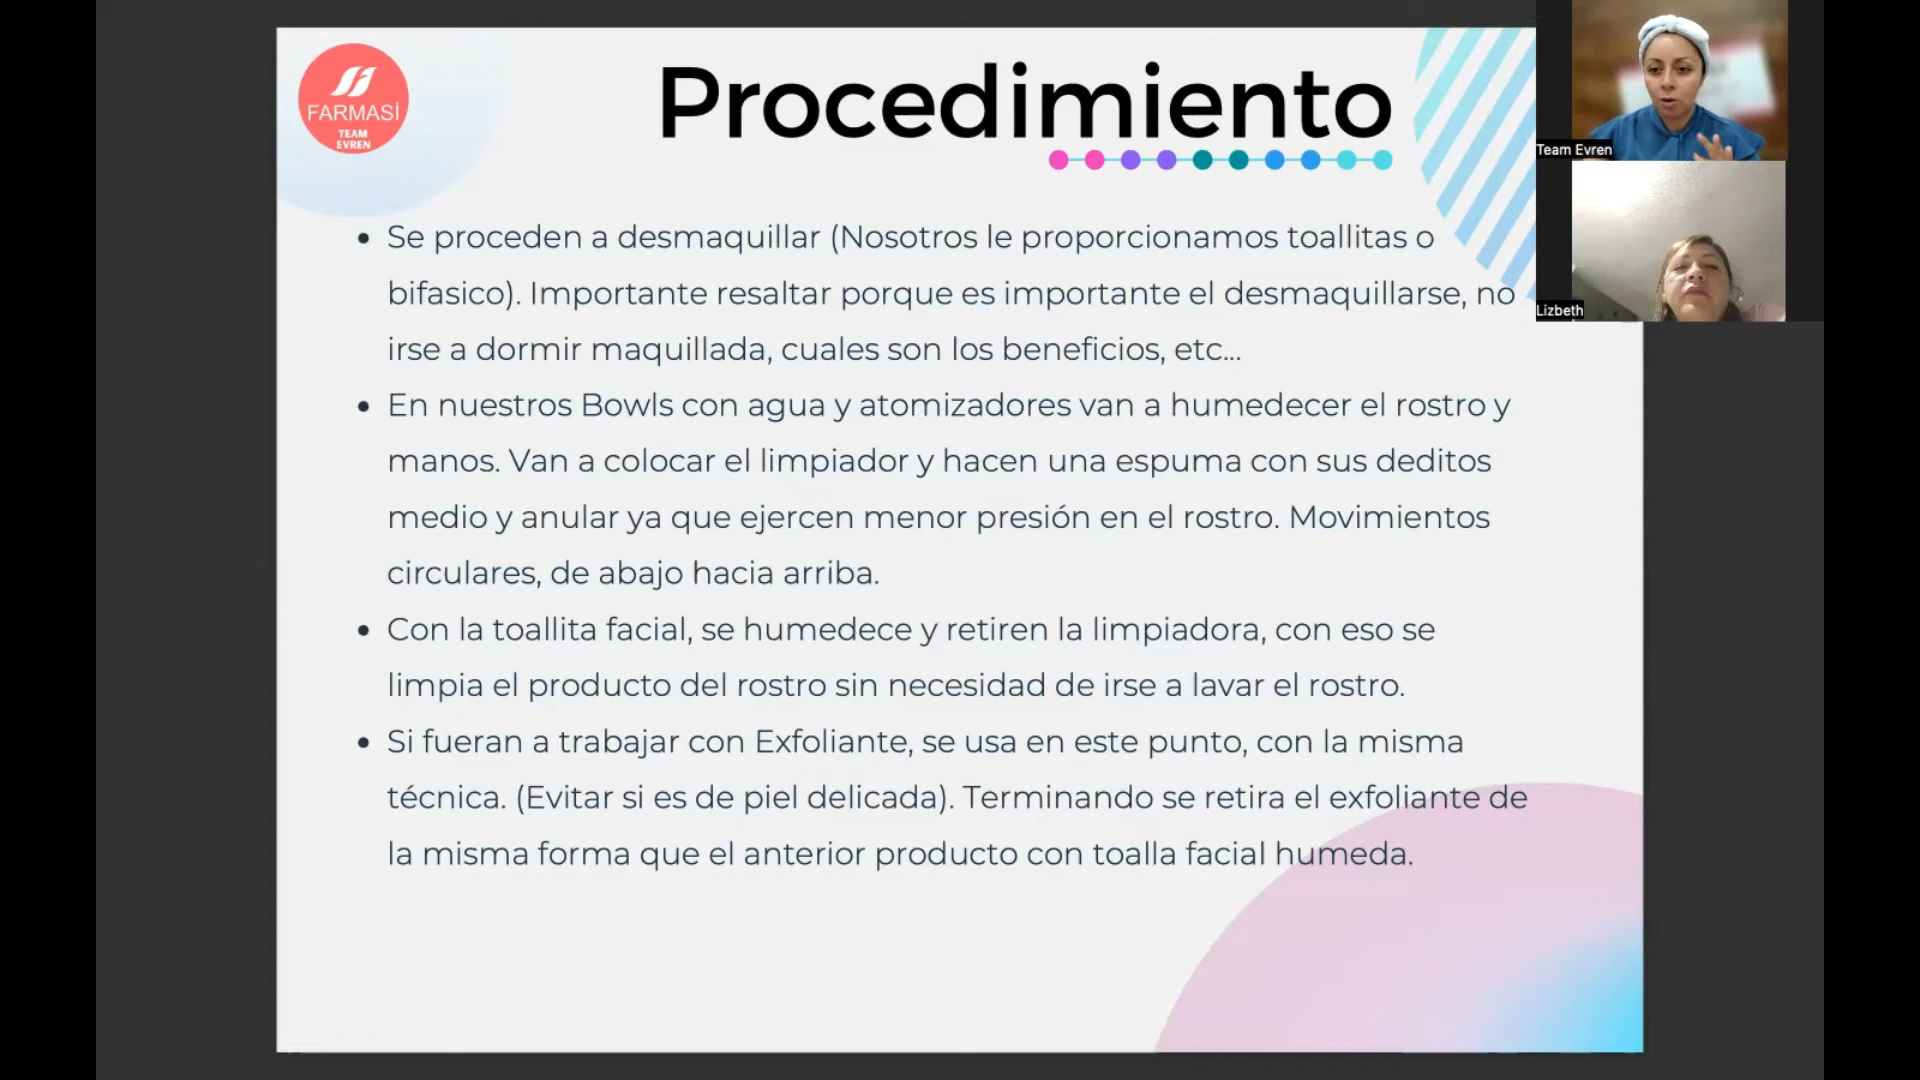 FARMASİ
TEAM
EVREN
Procedimiento
Team Evren
Lizbeth
• Se proceden a desmaquillar (Nosotros le proporcionamos toallitas o
bifasico). Importante resaltar porque es importante el desmaquillarse, no
irse a dormir maquillada, cuales son los beneficios, etc...
• En nuestros Bowls con agua y atomizadores van a humedecer el rostro y
manos. Van a colocar el limpiador y hacen una espuma con sus deditos
medio y anular ya que ejercen menor presión en el rostro. Movimientos
circulares, de abajo hacia arriba.
• Con la toallita facial, se humedece y retiren la limpiadora, con eso se
limpia el producto del rostro sin necesidad de irse a lavar el rostro.
• Si fueran a trabajar con Exfoliante, se usa en este punto, con la misma
técnica. (Evitar si es de piel delicada). Terminando se retira el exfoliante de
la misma forma que el anterior producto con toalla facial humeda.